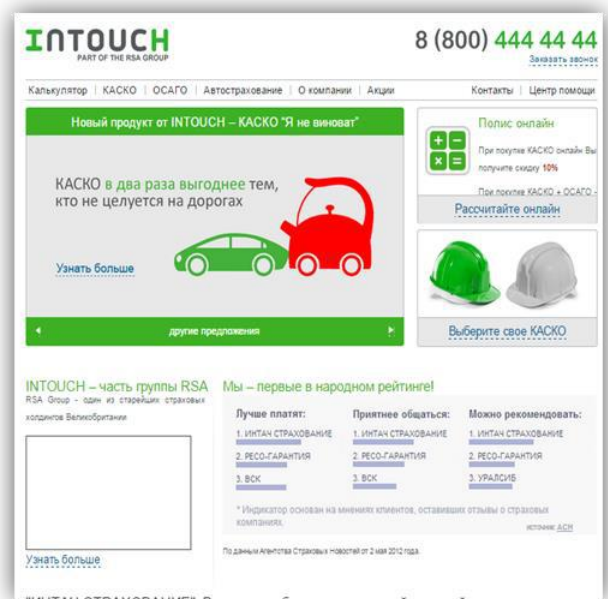 INTOUCH
PART OF THE RSA GROUP
8 (800) 444 44 44
Заказать звонок
Калькулятор | КАСКО | ОСАГО | Автострахование | О компании | Акции
Контакты | Центр помощи
Новый продукт от INTOUCH – КАСКО "Я не виноват"
КАСКО в два раза выгоднее тем,
кто не целуется на дорогах
Узнать больше
другие предложения
Полис онлайн
При покупке КАСКО онлайн Вы
получите скидку 10%
При покупке КАСКО + ОСАГО -
Рассчитайте онлайн
Выберите свое КАСКО
INTOUCH – часть группы RSA
RSA Group - один из старейших страховых
холдингов Великобритании
Узнать больше
Мы – первые в народном рейтинге!
Лучше платят:
1. ИНТАЧ СТРАХОВАНИЕ
2. РЕСО-ГАРАНТИЯ
3. ВСК
Приятнее общаться:
1. ИНТАЧ СТРАХОВАНИЕ
2. РЕСО-ГАРАНТИЯ
3. ВСК
Можно рекомендовать:
1. ИНТАЧ СТРАХОВАНИЕ
2. РЕСО-ГАРАНТИЯ
3. УРАЛСИБ
* Индикатор основан на мнениях клиентов, оставивших отзывы о страховых
компаниях.
источник: АСН
По данным Агентства Страховых Новостей от 2 мая 2012 года.